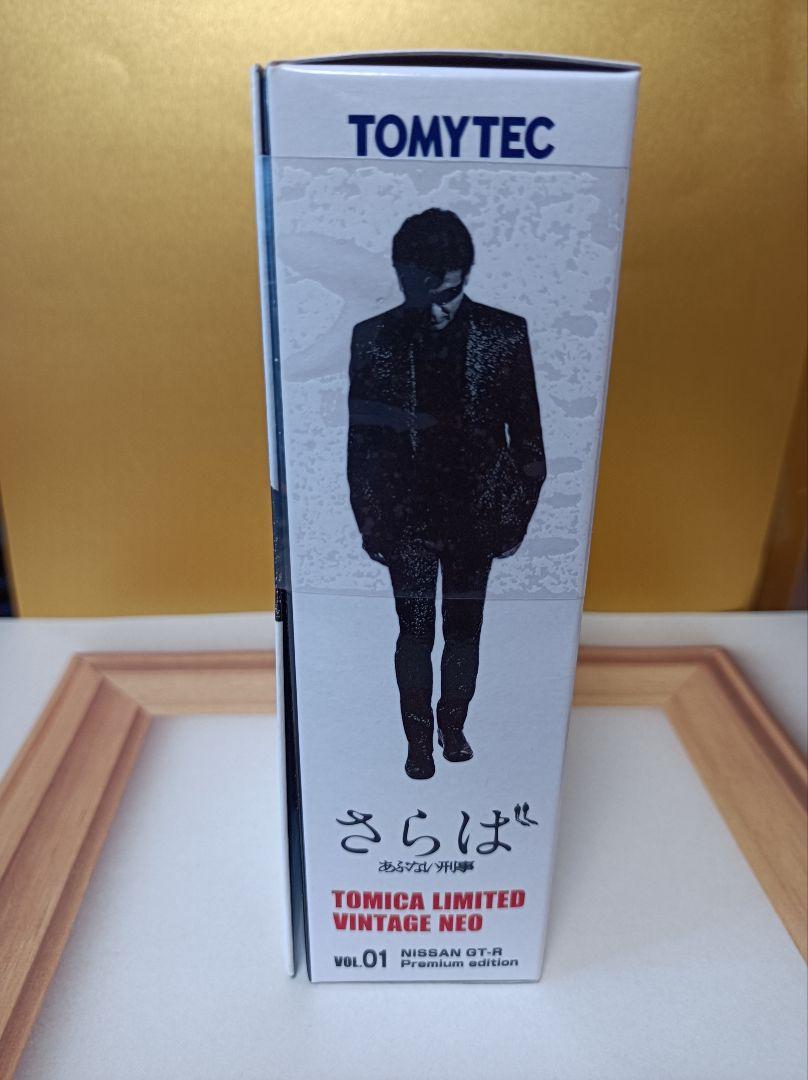 TOMYTEC
さらば
あぶない刑事
TOMICA LIMITED
VINTAGE NEO
VOL.01 NISSAN GT-R
Premium edition